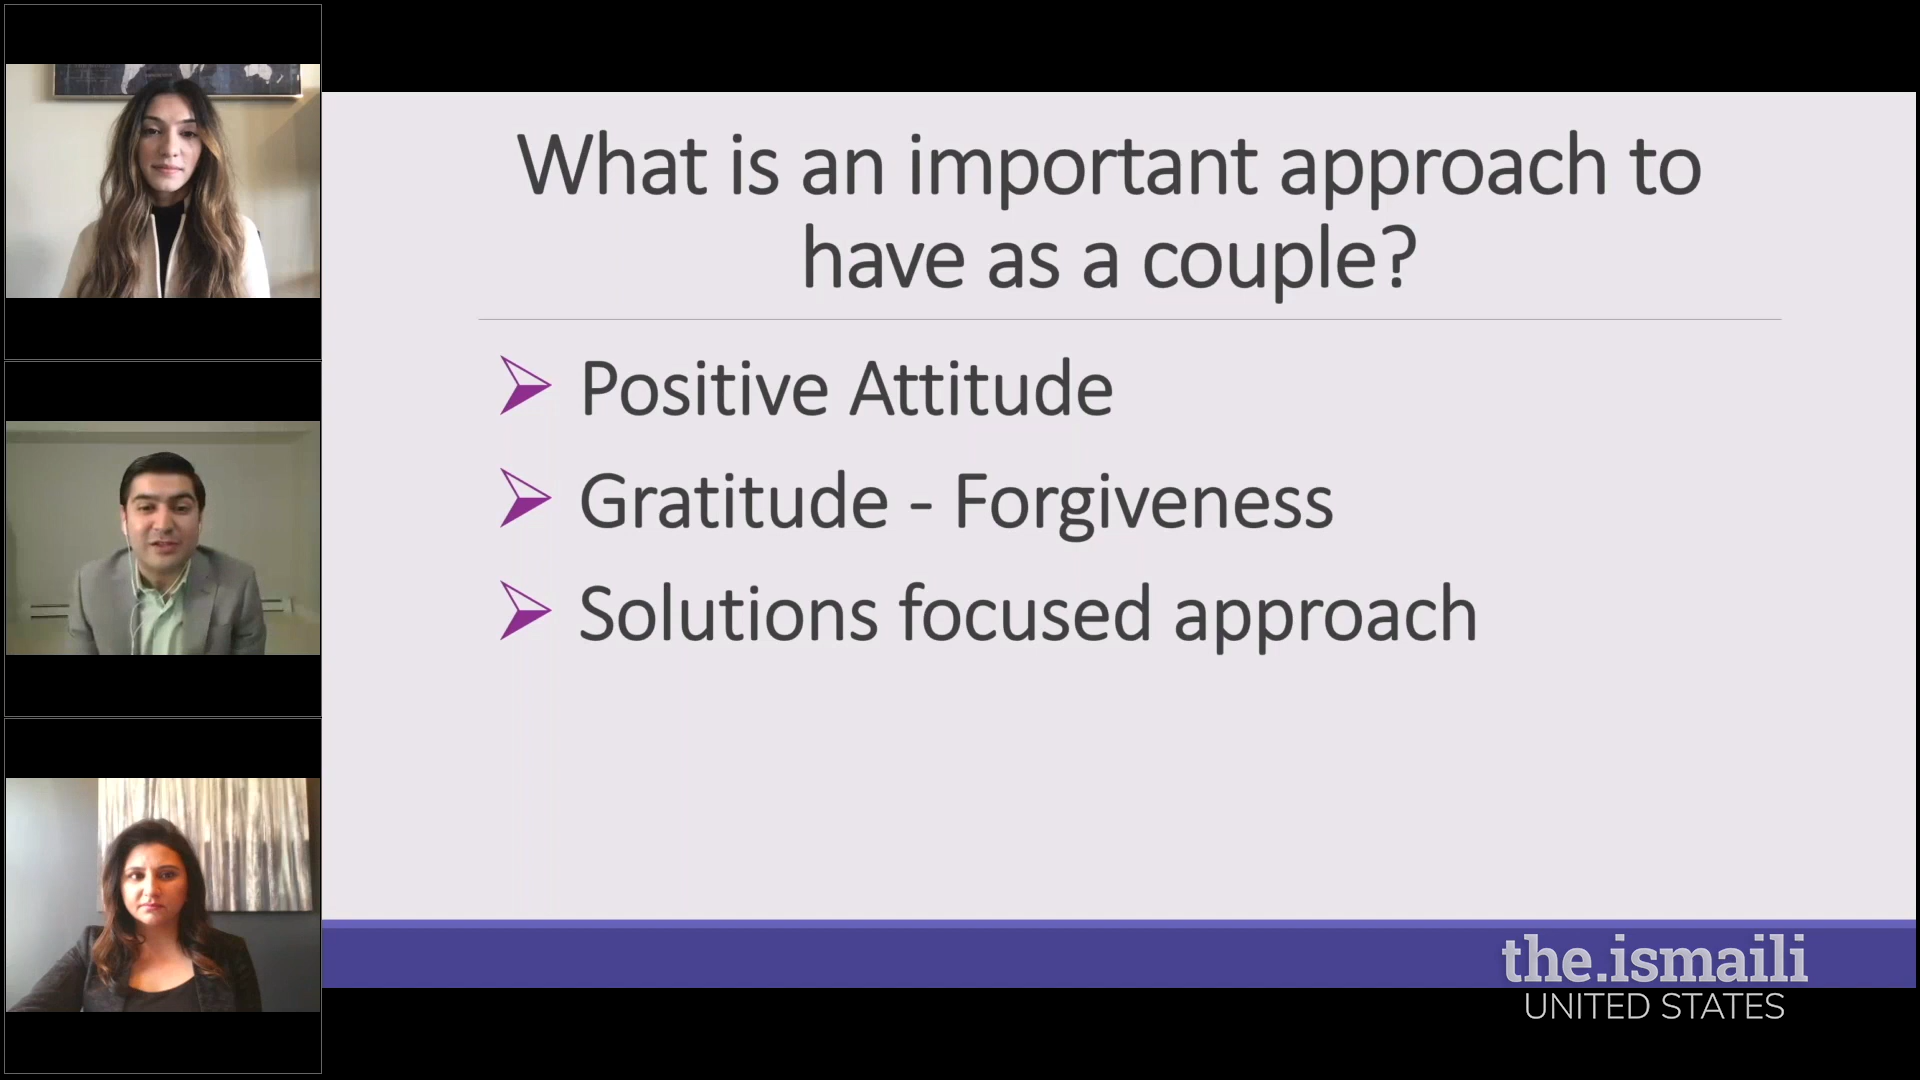 What is an important approach to
have as a couple?
Positive Attitude
Gratitude - Forgiveness
Solutions focused approach
the.ismaili
UNITED STATES